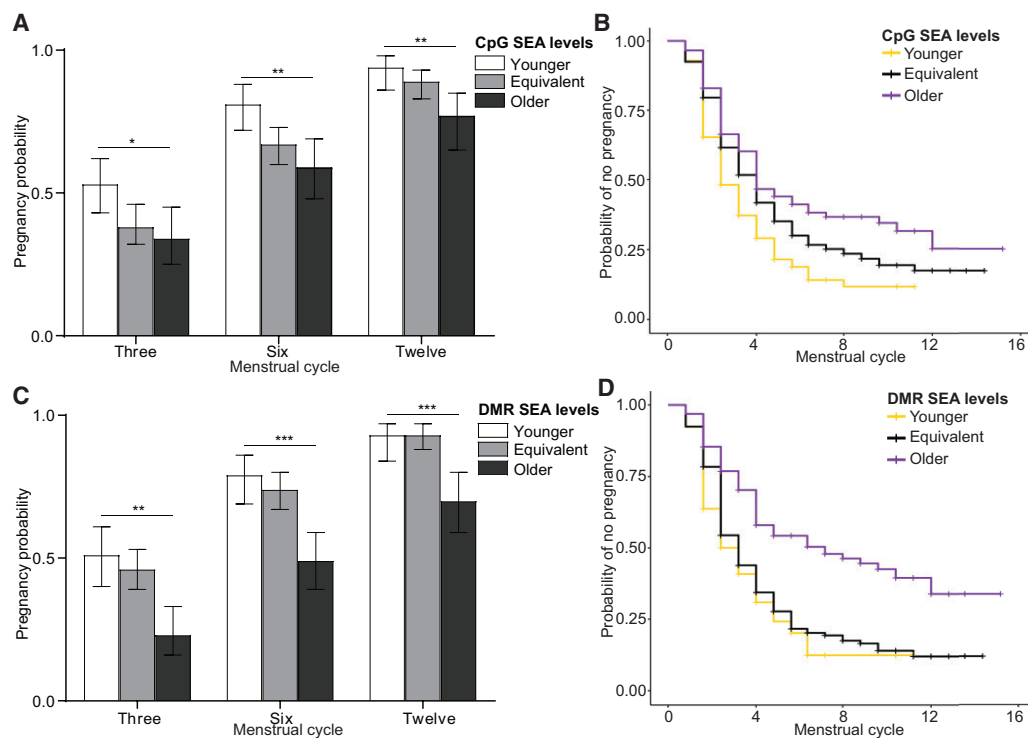 A
CpG SEA levels
Younger
Equivalent
Older
Pregnancy probability
1.0
0.5
0.0
*
**
**
Three
Six
Twelve
Menstrual cycle
B
CpG SEA levels
Younger
Equivalent
Older
Probability of no pregnancy
1.00
0.75
0.50
0.25
0.00
0
4
8
12
16
Menstrual cycle
C
DMR SEA levels
Younger
Equivalent
Older
Pregnancy probability
1.0
0.5
0.0
**
***
***
Three
Six
Twelve
Menstrual cycle
D
DMR SEA levels
Younger
Equivalent
Older
Probability of no pregnancy
1.00
0.75
0.50
0.25
0.00
0
4
8
12
16
Menstrual cycle